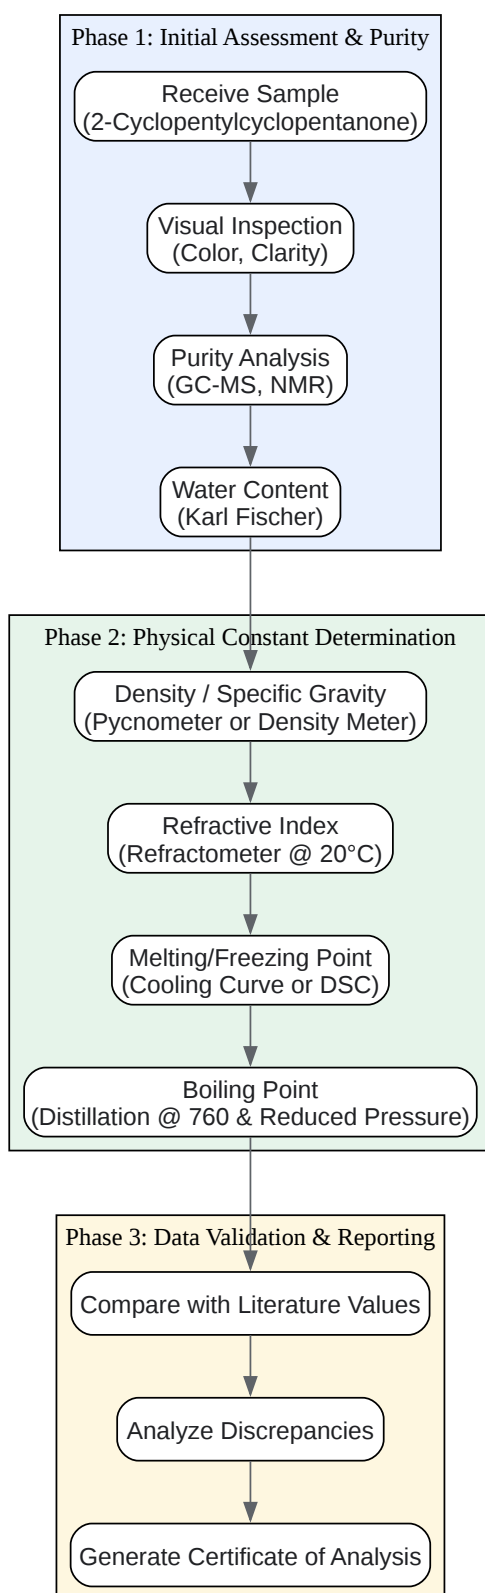 Phase 1: Initial Assessment & Purity
Receive Sample
(2-Cyclopentylcyclopentanone)
Visual Inspection
(Color, Clarity)
Purity Analysis
(GC-MS, NMR)
Water Content
(Karl Fischer)
Phase 2: Physical Constant Determination
Density / Specific Gravity
(Pycnometer or Density Meter)
Refractive Index
(Refractometer @ 20°C)
Melting/Freezing Point
(Cooling Curve or DSC)
Boiling Point
(Distillation @ 760 & Reduced Pressure)
Phase 3: Data Validation & Reporting
Compare with Literature Values
Analyze Discrepancies
Generate Certificate of Analysis